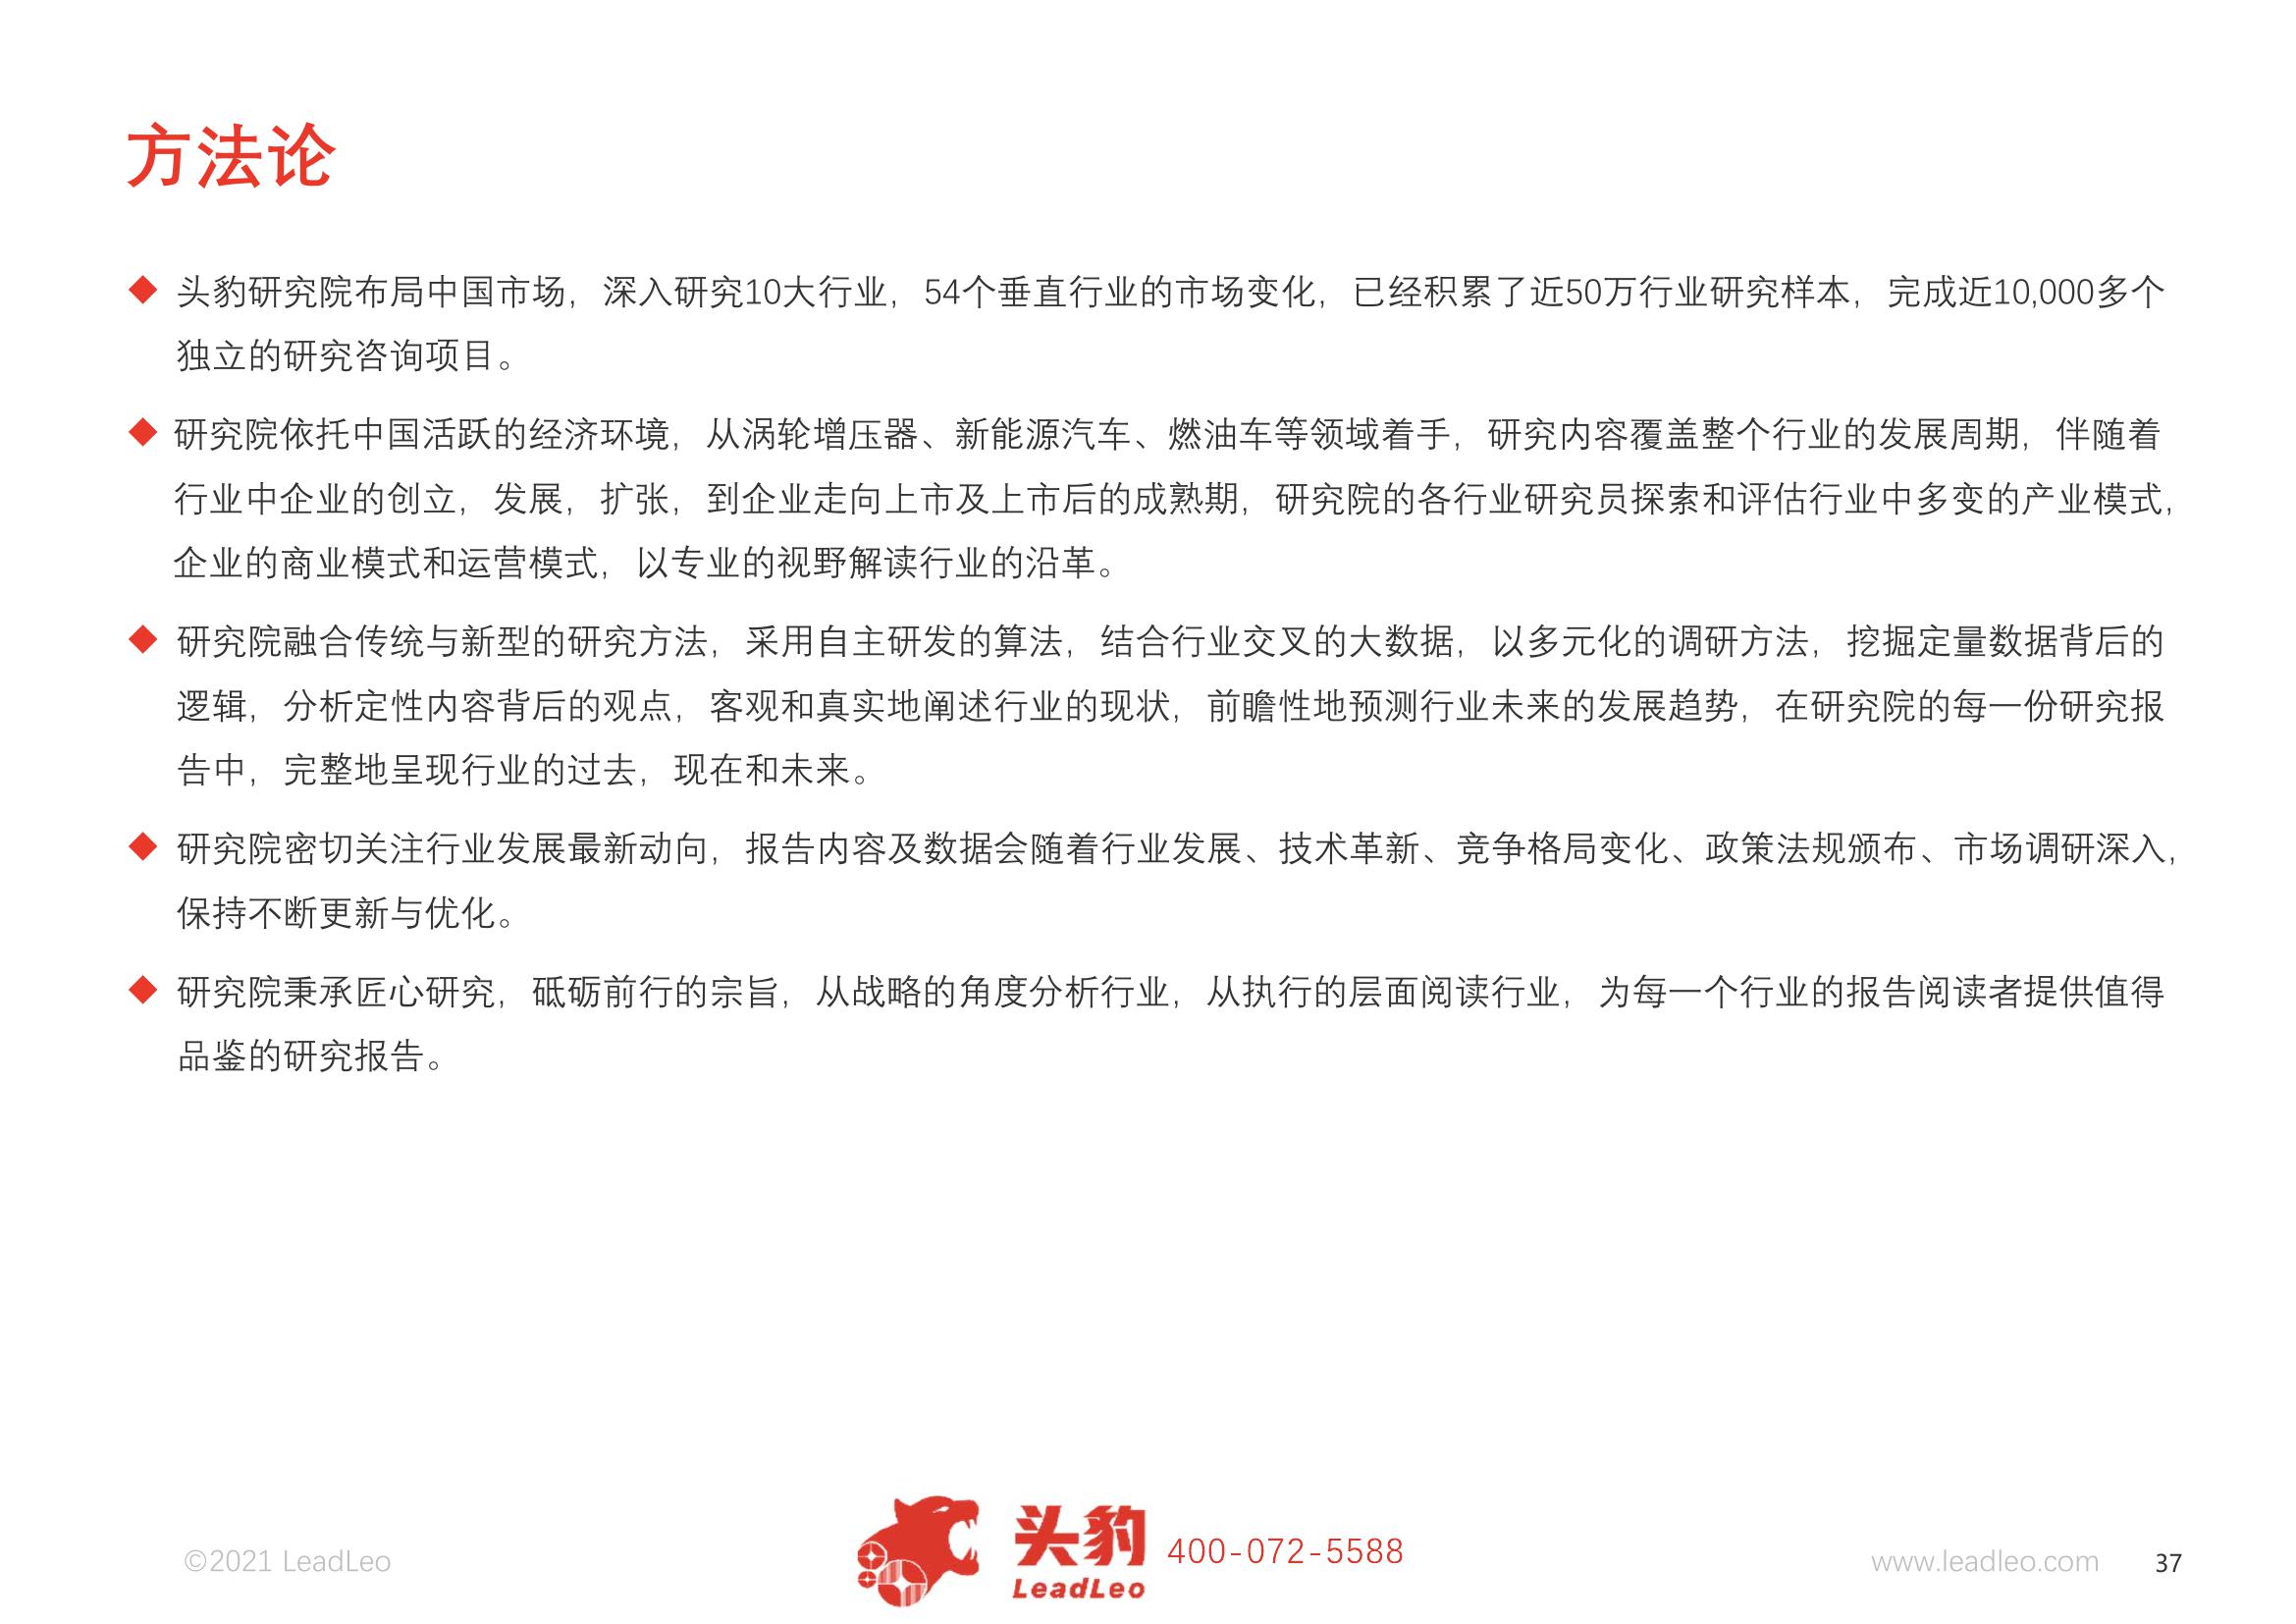 方法论
头豹研究院布局中国市场，深入研究10大行业，54个垂直行业的市场变化，已经积累了近50万行业研究样本，完成近10,000多个
独立的研究咨询项目。
研究院依托中国活跃的经济环境，从涡轮增压器、新能源汽车、燃油车等领域着手，研究内容覆盖整个行业的发展周期，伴随着
行业中企业的创立，发展，扩张，到企业走向上市及上市后的成熟期，研究院的各行业研究员探索和评估行业中多变的产业模式，
企业的商业模式和运营模式，以专业的视野解读行业的沿革。
研究院融合传统与新型的研究方法，采用自主研发的算法，结合行业交叉的大数据，以多元化的调研方法，挖掘定量数据背后的
逻辑，分析定性内容背后的观点，客观和真实地阐述行业的现状，前瞻性地预测行业未来的发展趋势，在研究院的每一份研究报
告中，完整地呈现行业的过去，现在和未来。
研究院密切关注行业发展最新动向，报告内容及数据会随着行业发展、技术革新、竞争格局变化、政策法规颁布、市场调研深入，
保持不断更新与优化。
研究院秉承匠心研究，砥砺前行的宗旨，从战略的角度分析行业，从执行的层面阅读行业，为每一个行业的报告阅读者提供值得
品鉴的研究报告。
©2021 LeadLeo
头豹
LeadLeo
400-072-5588
www.leadleo.com
37